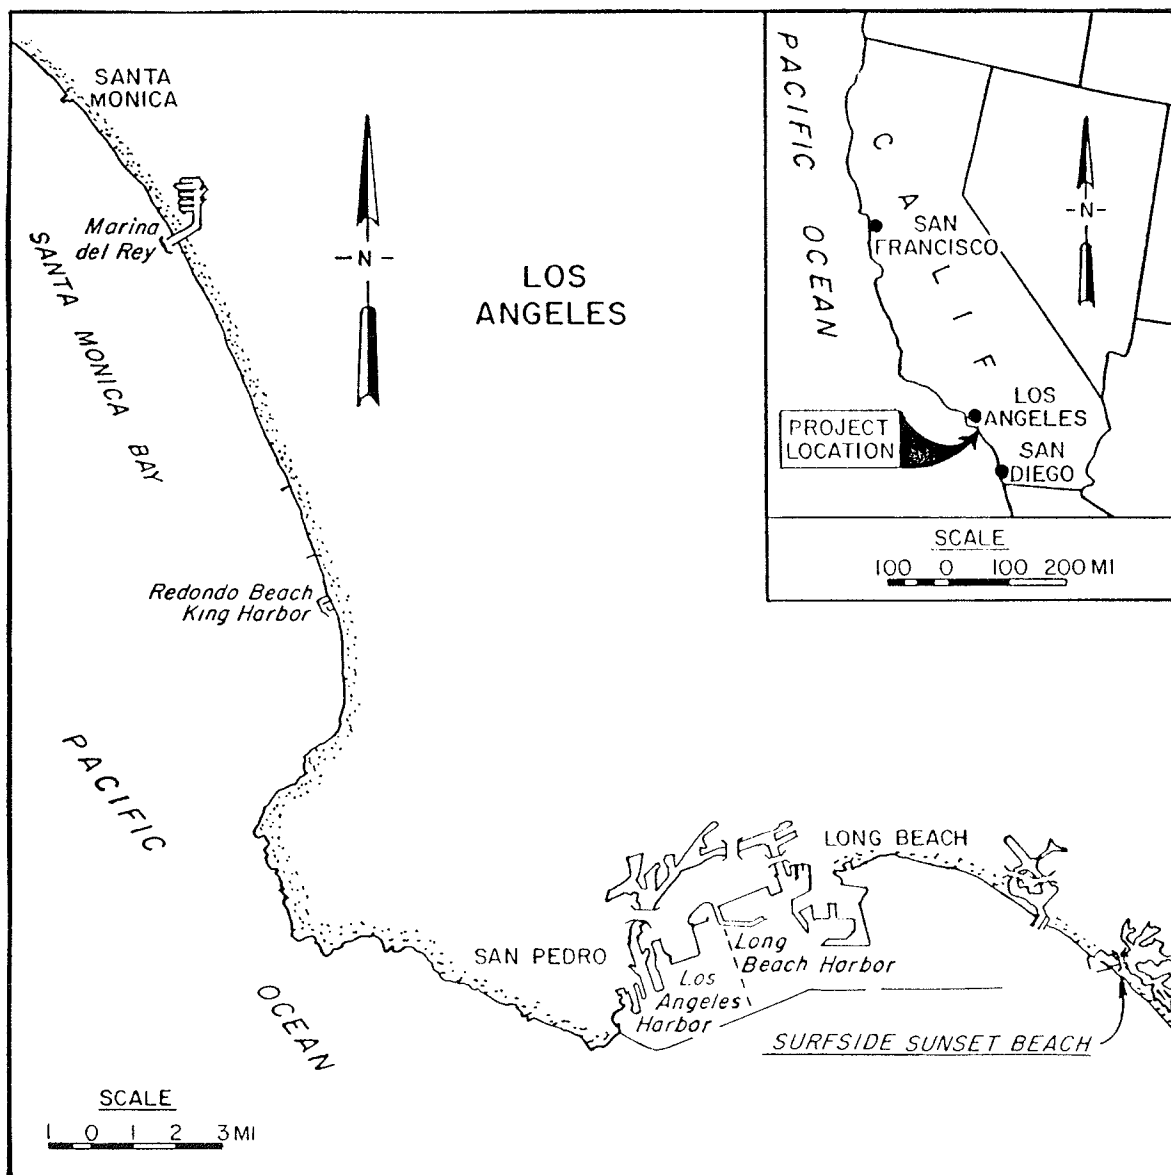 SANTA
MONICA
Marina
del Rey
SANTA MONICA BAY
-N-
LOS
ANGELES
Redondo Beach
King Harbor
PACIFIC
OCEAN
SAN PEDRO
LONG BEACH
Long
Beach Harbor
Los
Angeles
Harbor
SURFSIDE SUNSET BEACH
SCALE
1 0 1 2 3 MI
PACIFIC OCEAN
CALIF
-N-
SAN
FRANCISCO
LOS
ANGELES
PROJECT
LOCATION
SAN
DIEGO
SCALE
100 0 100 200 MI